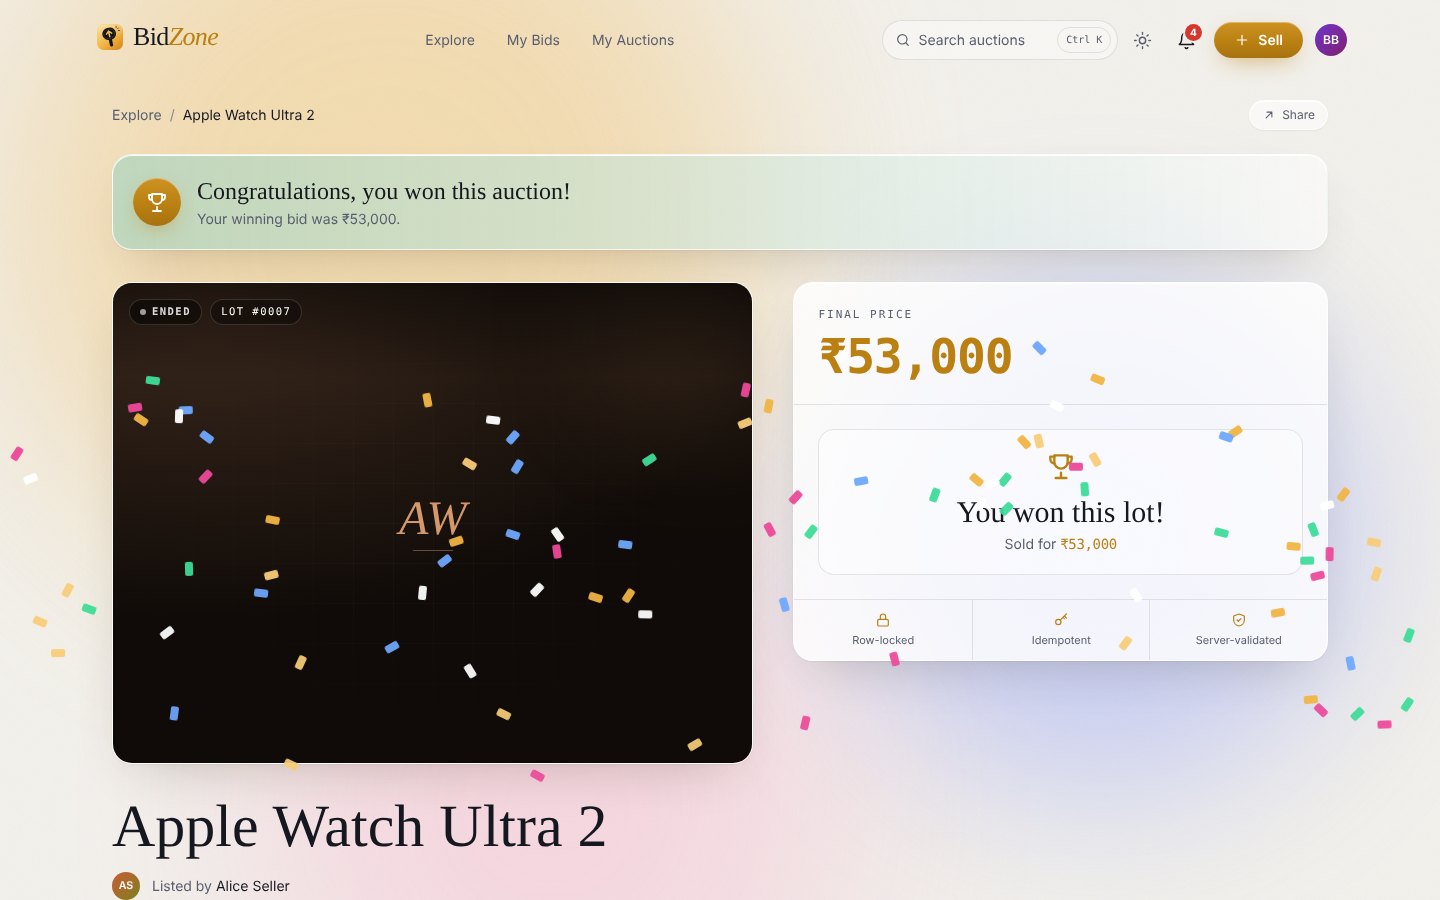 BidZone
Explore
My Bids
My Auctions
Search auctions
Ctrl K
4
Sell
BB
Explore / Apple Watch Ultra 2
Share
Congratulations, you won this auction!
Your winning bid was ₹53,000.
ENDED
LOT #0007
AW
FINAL PRICE
₹53,000
You won this lot!
Sold for ₹53,000
Row-locked
Idempotent
Server-validated
Apple Watch Ultra 2
AS
Listed by Alice Seller